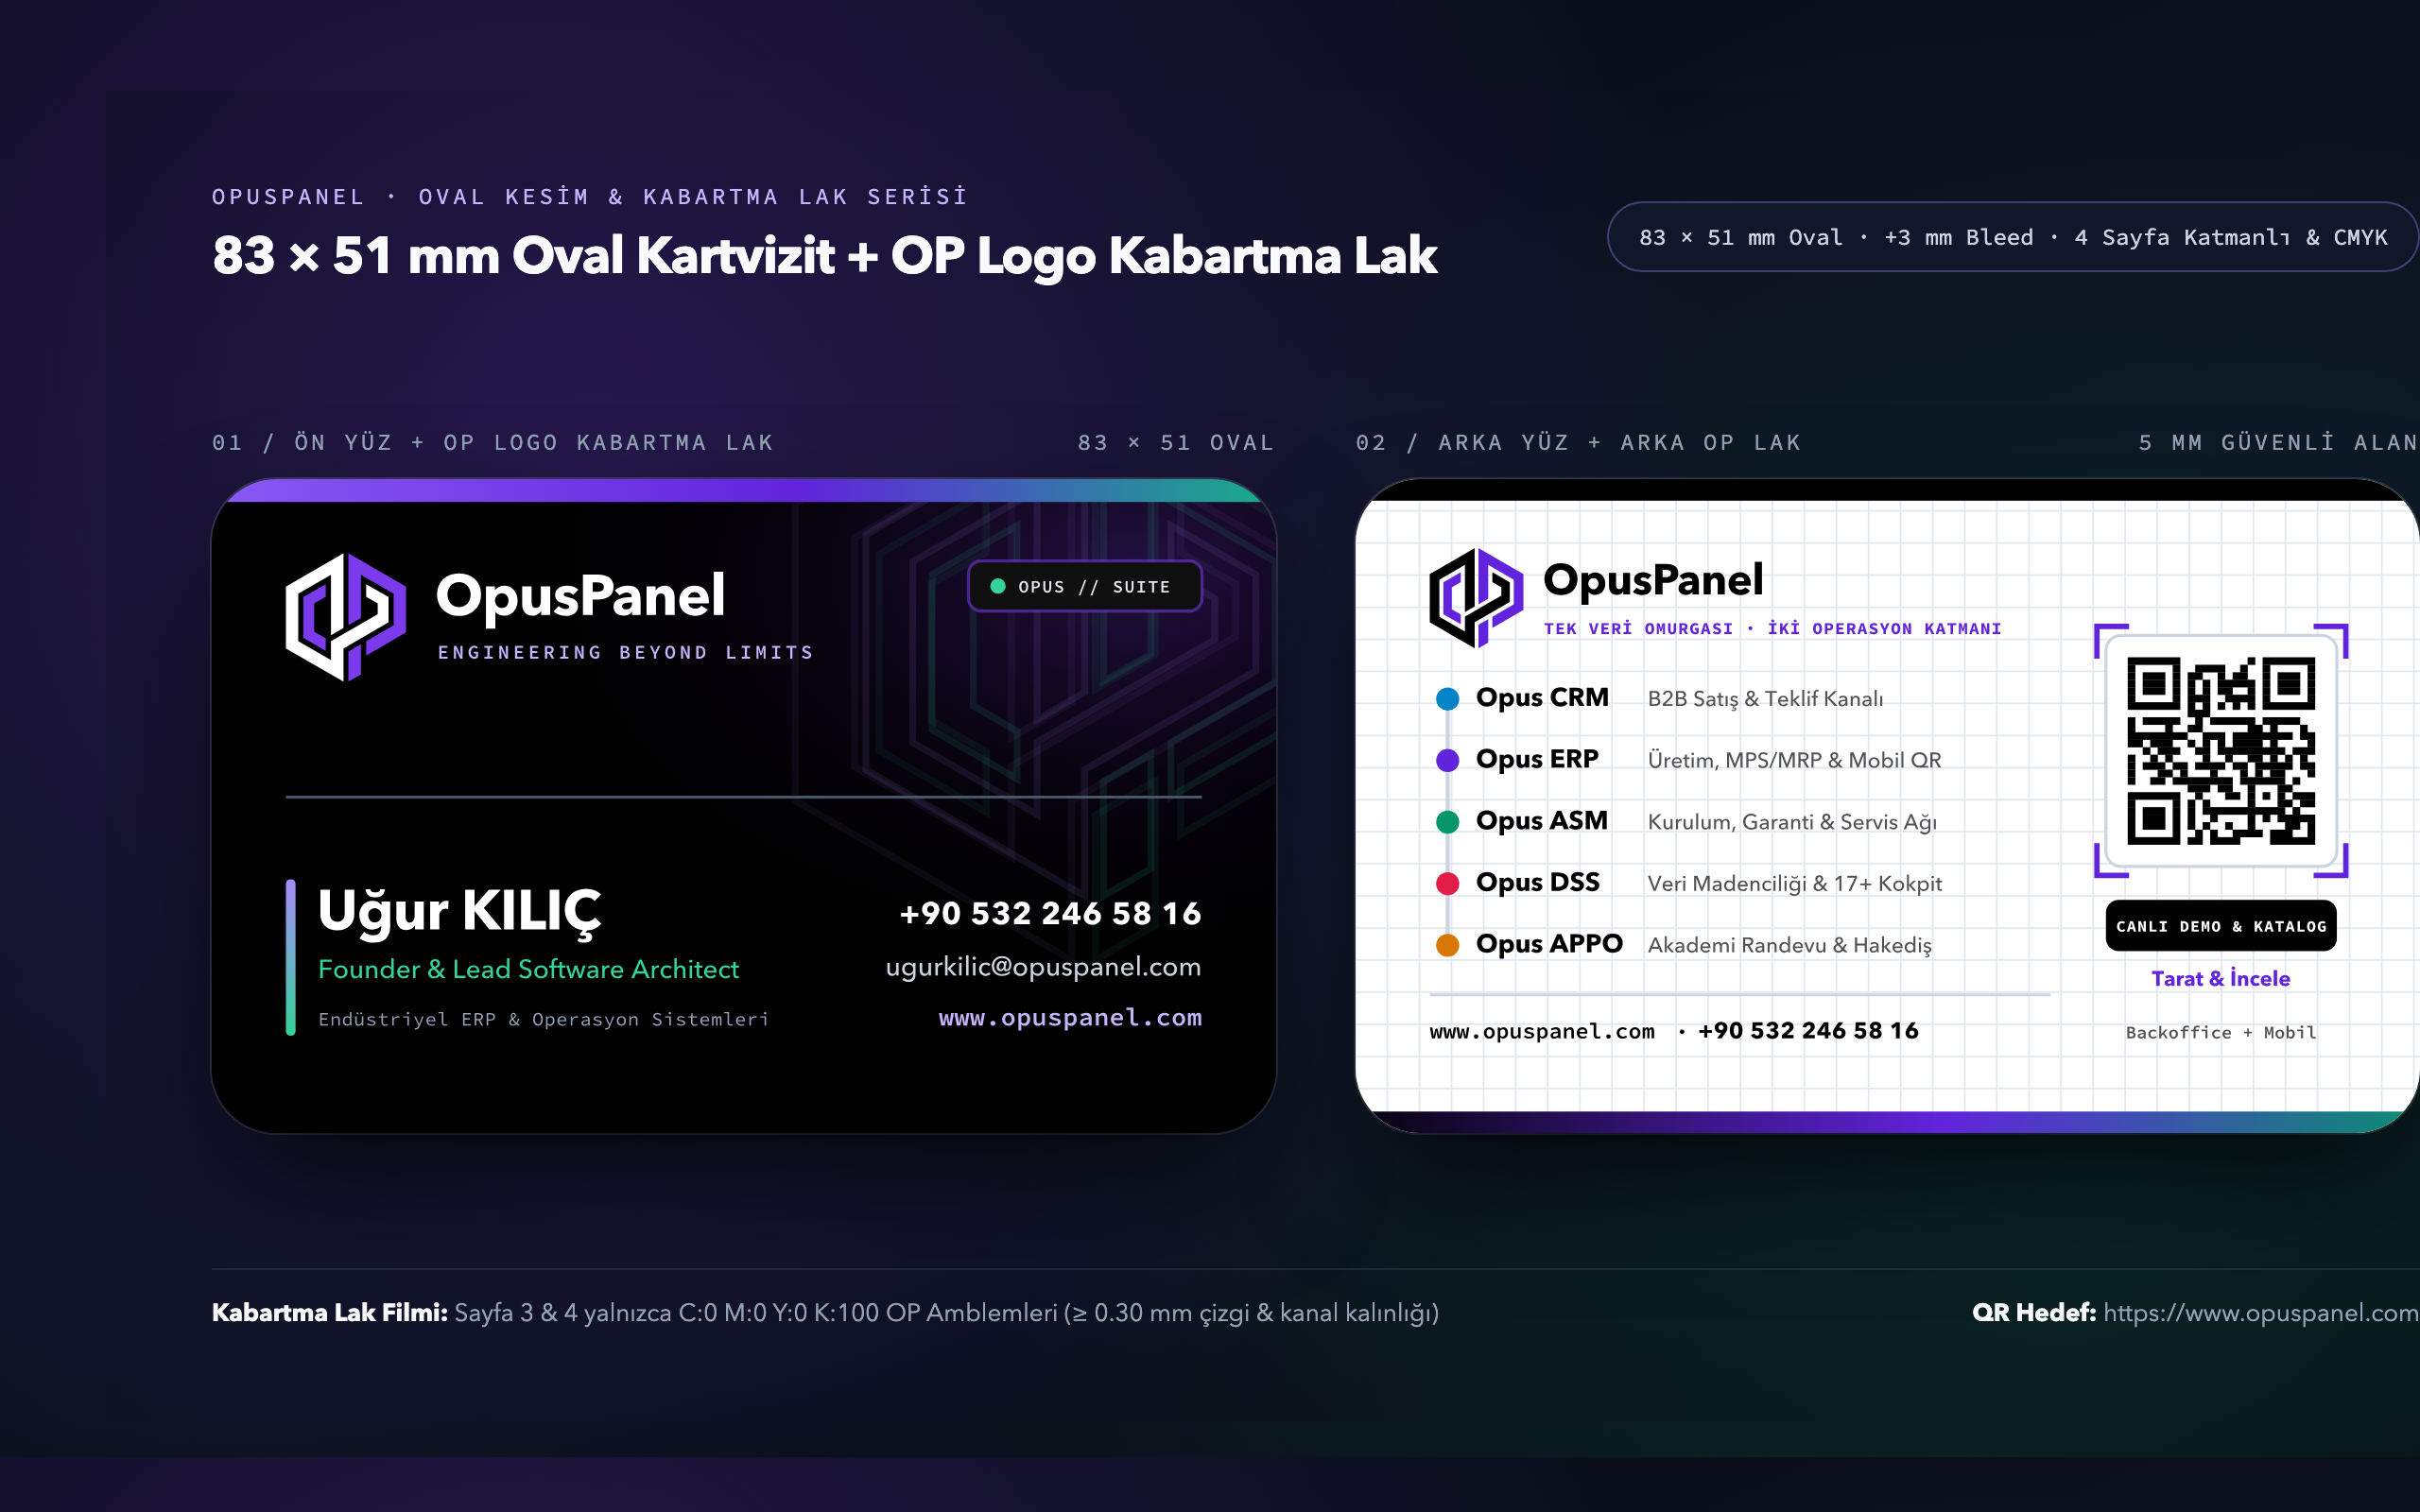 OPUSPANEL · OVAL KESİM & KABARTMA LAK SERİSİ
83 × 51 mm Oval Kartvizit + OP Logo Kabartma Lak
83 × 51 mm Oval · +3 mm Bleed · 4 Sayfa Katmanlı & CMYK
01 / ÖN YÜZ + OP LOGO KABARTMA LAK
83 × 51 OVAL
OpusPanel
ENGINEERING BEYOND LIMITS
OPUS // SUITE
Uğur KILIÇ
Founder & Lead Software Architect
Endüstriyel ERP & Operasyon Sistemleri
+90 532 246 58 16
ugurkilic@opuspanel.com
www.opuspanel.com
02 / ARKA YÜZ + ARKA OP LAK
5 MM GÜVENLİ ALAN
OpusPanel
TEK VERİ OMURGASI · İKİ OPERASYON KATMANI
Opus CRM B2B Satış & Teklif Kanalı
Opus ERP Üretim, MPS/MRP & Mobil QR
Opus ASM Kurulum, Garanti & Servis Ağı
Opus DSS Veri Madenciliği & 17+ Kokpit
Opus APPO Akademi Randevu & Hakediş
www.opuspanel.com · +90 532 246 58 16
CANLI DEMO & KATALOG
Tarat & İncele
Backoffice + Mobil
Kabartma Lak Filmi: Sayfa 3 & 4 yalnızca C:0 M:0 Y:0 K:100 OP Amblemleri (≥ 0.30 mm çizgi & kanal kalınlığı)
QR Hedef: https://www.opuspanel.com